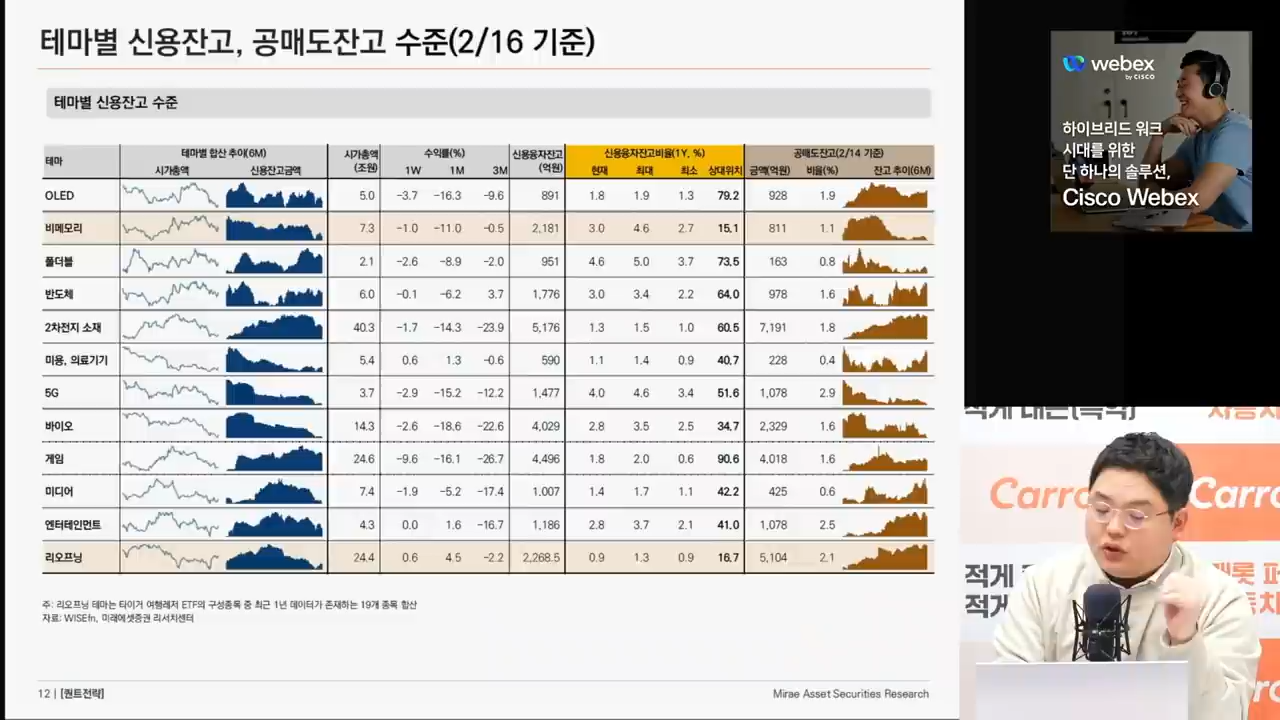 테마별 신용잔고, 공매도잔고 수준(2/16 기준)
테마별 신용잔고 수준
테마 테마별 합산 추이(6M) 시가총액 (조원) 수익률(%) 신용융자잔고 (억원) 신용융자잔고비율(1Y, %) 공매도잔고(2/14 기준)
시가총액 신용잔고금액 1W 1M 3M 현재 최대 최소 상대위치 금액(억원) 비율(%) 잔고 추이(6M)
OLED 5.0 -3.7 -16.3 -9.6 891 1.8 1.9 1.3 79.2 928 1.9
비메모리 7.3 -1.0 -11.0 -0.5 2,181 3.0 4.6 2.7 15.1 811 1.1
폴더블 2.1 -2.6 -8.9 -2.0 951 4.6 5.0 3.7 73.5 163 0.8
반도체 6.0 -0.1 -6.2 3.7 1,776 3.0 3.4 2.2 64.0 978 1.6
2차전지 소재 40.3 -1.7 -14.3 -23.9 5,176 1.3 1.5 1.0 60.5 7,191 1.8
미용, 의료기기 5.4 0.6 1.3 -0.6 590 1.1 1.4 0.9 40.7 228 0.4
5G 3.7 -2.9 -15.2 -12.2 1,477 4.0 4.6 3.4 51.6 1,078 2.9
바이오 14.3 -2.6 -18.6 -22.6 4,029 2.8 3.5 2.5 34.7 2,329 1.6
게임 24.6 -9.6 -16.1 -26.7 4,496 1.8 2.0 0.6 90.6 4,018 1.6
미디어 7.4 -1.9 -5.2 -17.4 1,007 1.4 1.7 1.1 42.2 425 0.6
엔터테인먼트 4.3 0.0 1.6 -16.7 1,186 2.8 3.7 2.1 41.0 1,078 2.5
리오프닝 24.4 0.6 4.5 -2.2 2,268.5 0.9 1.3 0.9 16.7 5,104 2.1
주: 리오프닝 테마는 타이거 여행레저 ETF의 구성종목 중 최근 1년 데이터가 존재하는 19개 종목 합산
자료: WISEfn, 미래에셋증권 리서치센터
12 | [퀀트전략]
Mirae Asset Securities Research
webex
by CISCO
하이브리드 워크
시대를 위한
단 하나의 솔루션,
Cisco Webex
적게
적게